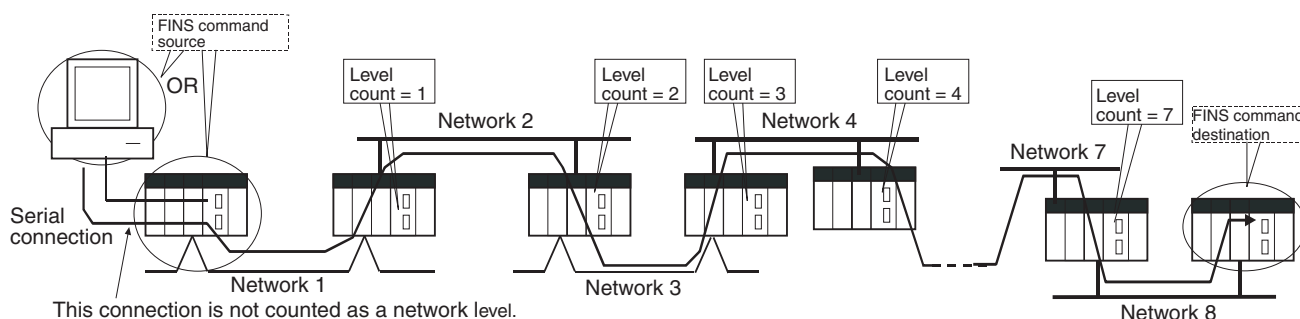 FINS command
source
OR
Level
count = 1
Level
count = 2
Level
count = 3
Level
count = 4
Level
count = 7
FINS command
destination
Network 2
Network 4
Network 7
Serial
connection
Network 1
Network 3
Network 8
This connection is not counted as a network level.